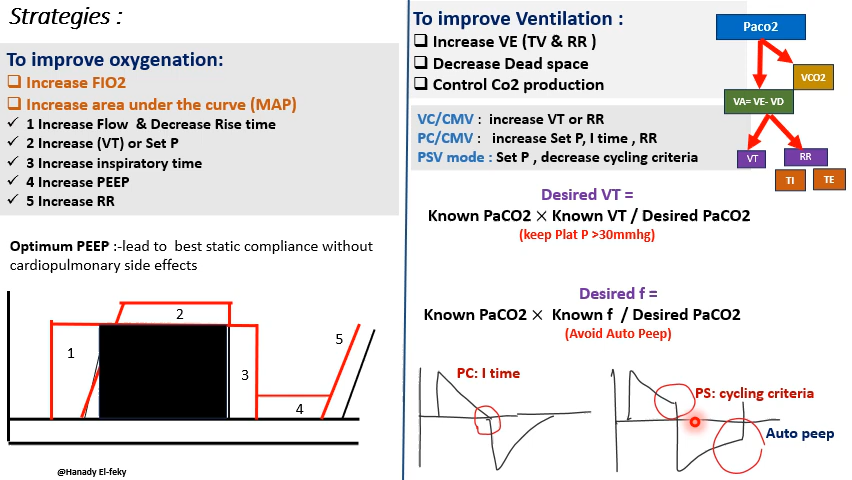 Strategies :
To improve oxygenation:
Increase FIO2
Increase area under the curve (MAP)
1 Increase Flow & Decrease Rise time
2 Increase (VT) or Set P
3 Increase inspiratory time
4 Increase PEEP
5 Increase RR
Optimum PEEP :-lead to best static compliance without
cardiopulmonary side effects
1
2
3
4
5
@Hanady El-feky
To improve Ventilation :
Increase VE (TV & RR )
Decrease Dead space
Control Co2 production
Paco2
VCO2
VA= VE- VD
VT
RR
TI
TE
VC/CMV : increase VT or RR
PC/CMV : increase Set P, I time , RR
PSV mode : Set P , decrease cycling criteria
Desired VT =
Known PaCO2 × Known VT / Desired PaCO2
(keep Plat P >30mmhg)
Desired f =
Known PaCO2 × Known f / Desired PaCO2
(Avoid Auto Peep)
PC: I time
PS: cycling criteria
Auto peep